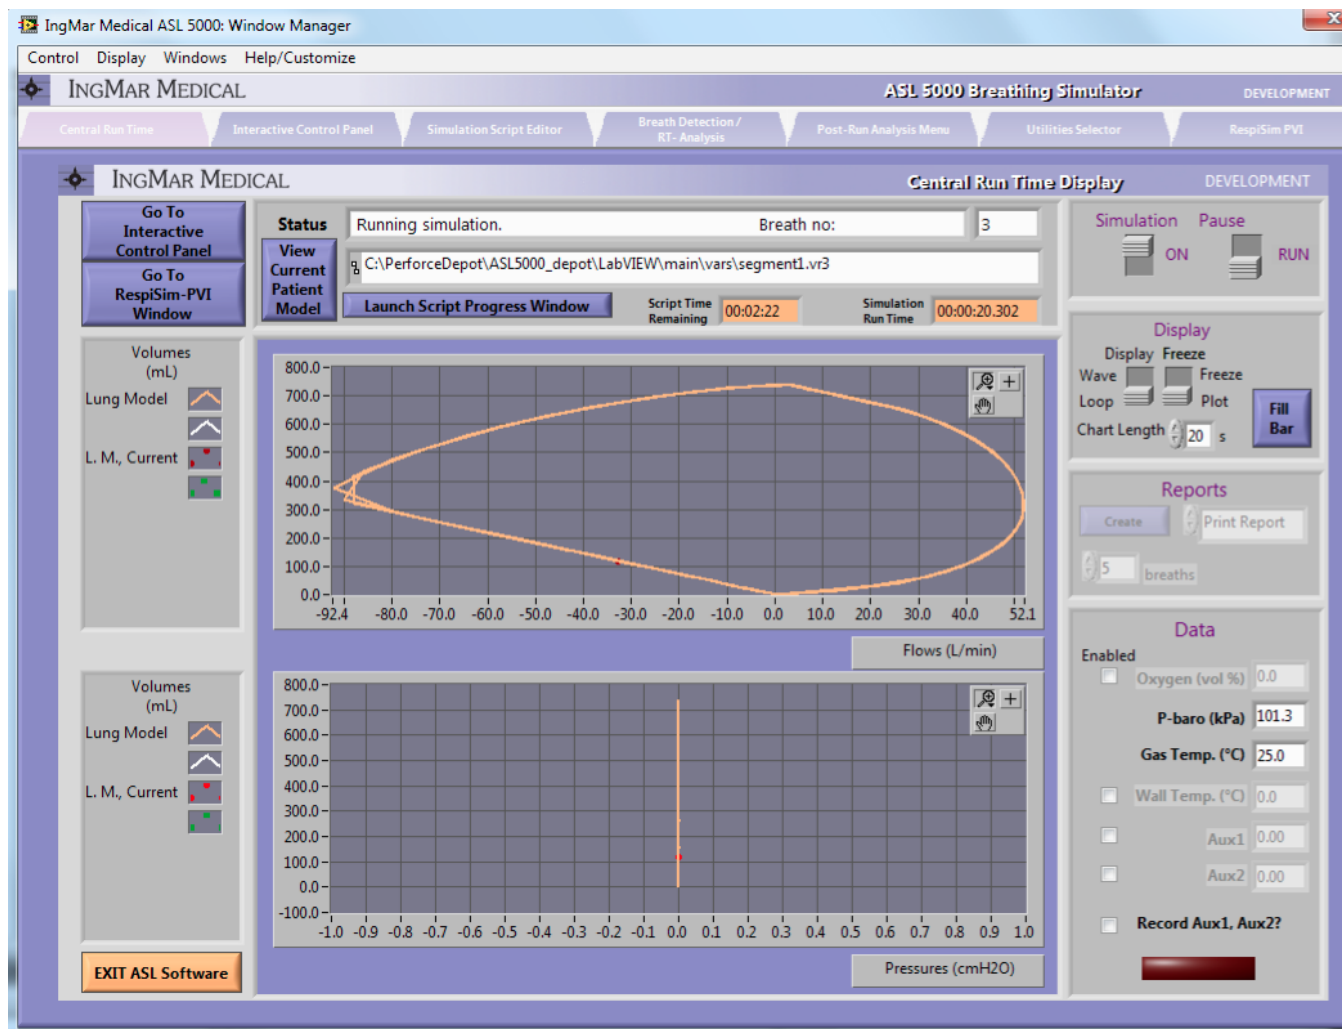 IngMar Medical ASL 5000: Window Manager
Control Display Windows Help/Customize
INGMAR MEDICAL
ASL 5000 Breathing Simulator
DEVELOPMENT
Central Run Time
Interactive Control Panel
Simulation Script Editor
Breath Detection /
RT- Analysis
Post-Run Analysis Menu
Utilities Selector
RespiSim PVI
INGMAR MEDICAL
Central Run Time Display
DEVELOPMENT
Go To
Interactive
Control Panel
Go To
RespiSim-PVI
Window
Status
Running simulation.
Breath no:
3
View
Current
Patient
Model
C:\PerforceDepot\ASL5000_depot\LabVIEW\main\vars\segment1.vr3
Launch Script Progress Window
Script Time
Remaining
00:02:22
Simulation
Run Time
00:00:20.302
Simulation
ON
Pause
RUN
Display
Display Freeze
Wave
Freeze
Loop
Plot
Chart Length
20
s
Fill
Bar
Reports
Create
Print Report
5
breaths
Data
Enabled
Oxygen (vol %)
0.0
P-baro (kPa)
101.3
Gas Temp. (°C)
25.0
Wall Temp. (°C)
0.0
Aux1
0.00
Aux2
0.00
Record Aux1, Aux2?
Volumes
(mL)
Lung Model
L. M., Current
800.0
700.0
600.0
500.0
400.0
300.0
200.0
100.0
0.0
-92.4 -80.0 -70.0 -60.0 -50.0 -40.0 -30.0 -20.0 -10.0 0.0 10.0 20.0 30.0 40.0 52.1
Flows (L/min)
Volumes
(mL)
Lung Model
L. M., Current
800.0
700.0
600.0
500.0
400.0
300.0
200.0
100.0
0.0
-100.0
-1.0 -0.9 -0.8 -0.7 -0.6 -0.5 -0.4 -0.3 -0.2 -0.1 0.0 0.1 0.2 0.3 0.4 0.5 0.6 0.7 0.8 0.9 1.0
Pressures (cmH2O)
EXIT ASL Software